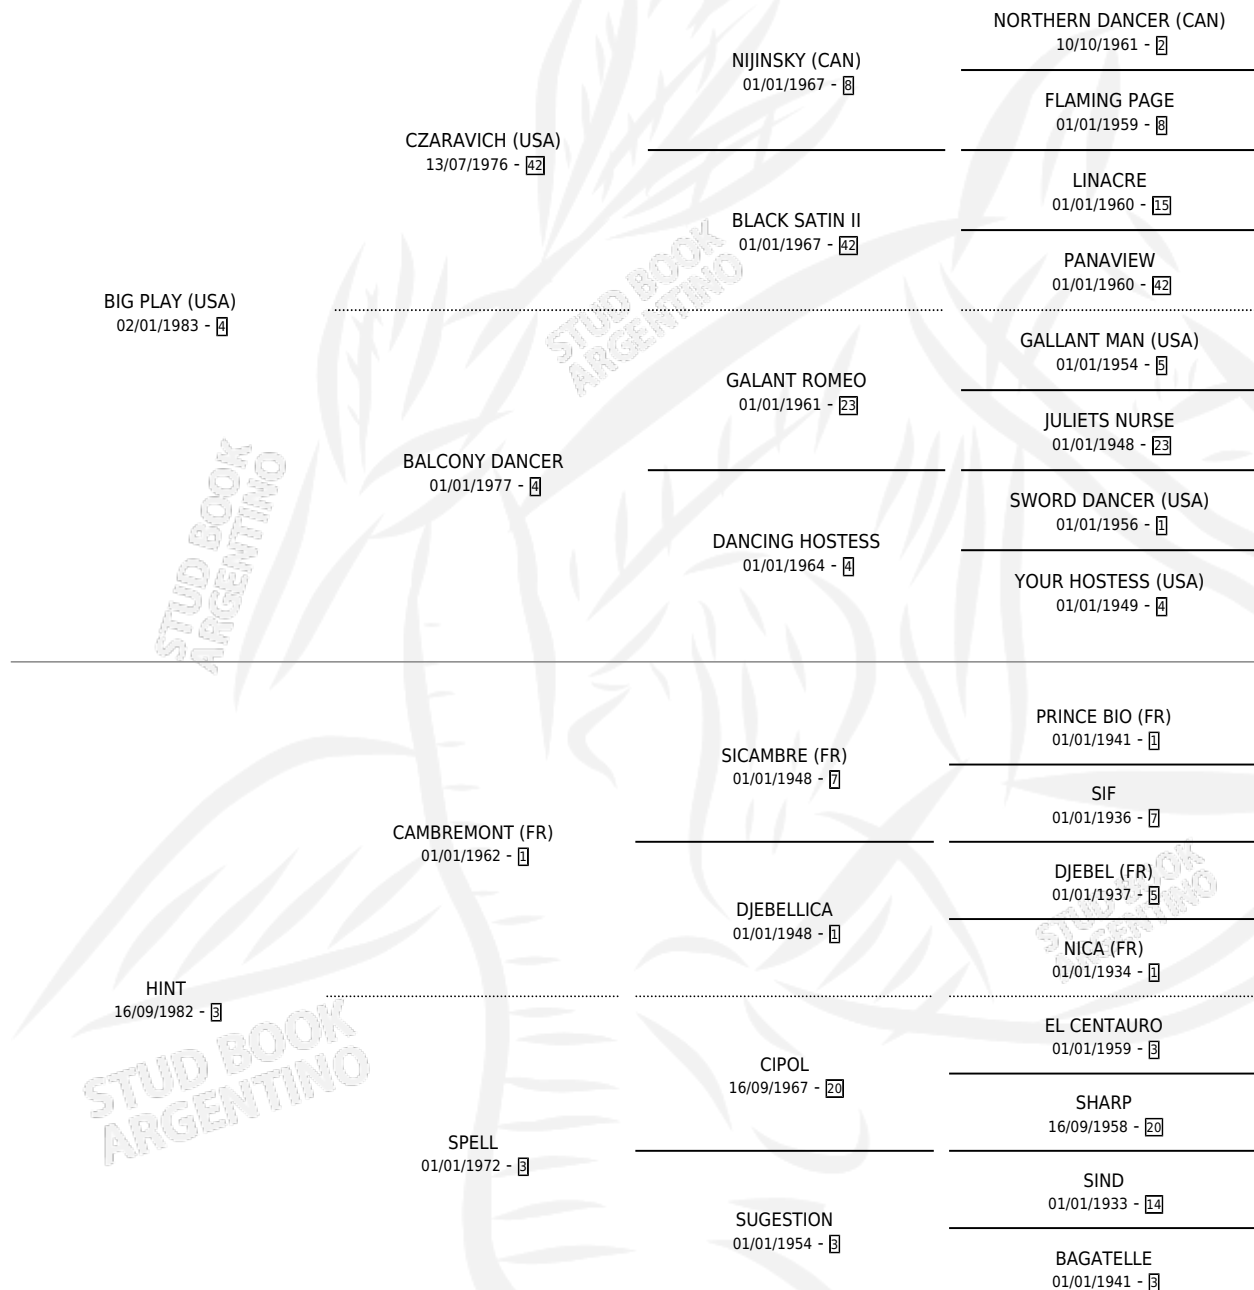 NORTHERN DANCER (CAN)
10/10/1961 - 2
NIJINSKY (CAN)
01/01/1967 - 8
FLAMING PAGE
01/01/1959 - 8
CZARAVICH (USA)
13/07/1976 - 42
LINACRE
01/01/1960 - 15
BLACK SATIN II
01/01/1967 - 42
PANAVIEW
01/01/1960 - 42
BIG PLAY (USA)
02/01/1983 - 4
GALLANT MAN (USA)
01/01/1954 - 5
GALANT ROMEO
01/01/1961 - 23
JULIETS NURSE
01/01/1948 - 23
BALCONY DANCER
01/01/1977 - 4
SWORD DANCER (USA)
01/01/1956 - 1
DANCING HOSTESS
01/01/1964 - 4
YOUR HOSTESS (USA)
01/01/1949 - 4
PRINCE BIO (FR)
01/01/1941 - 1
SICAMBRE (FR)
01/01/1948 - 7
SIF
01/01/1936 - 7
CAMBREMONT (FR)
01/01/1962 - 1
DJEBEL (FR)
01/01/1937 - 5
DJEBELLICA
01/01/1948 - 1
NICA (FR)
01/01/1934 - 1
HINT
16/09/1982 - 3
EL CENTAURO
01/01/1959 - 3
CIPOL
16/09/1967 - 20
SHARP
16/09/1958 - 20
SPELL
01/01/1972 - 3
SIND
01/01/1933 - 14
SUGESTION
01/01/1954 - 3
BAGATELLE
01/01/1941 - 3
STUD BOOK
ARGENTINO
STUD BOOK
ARGENTINO
STUD BOOK
ARGENTINO
STUD BOOK
ARGENTINO